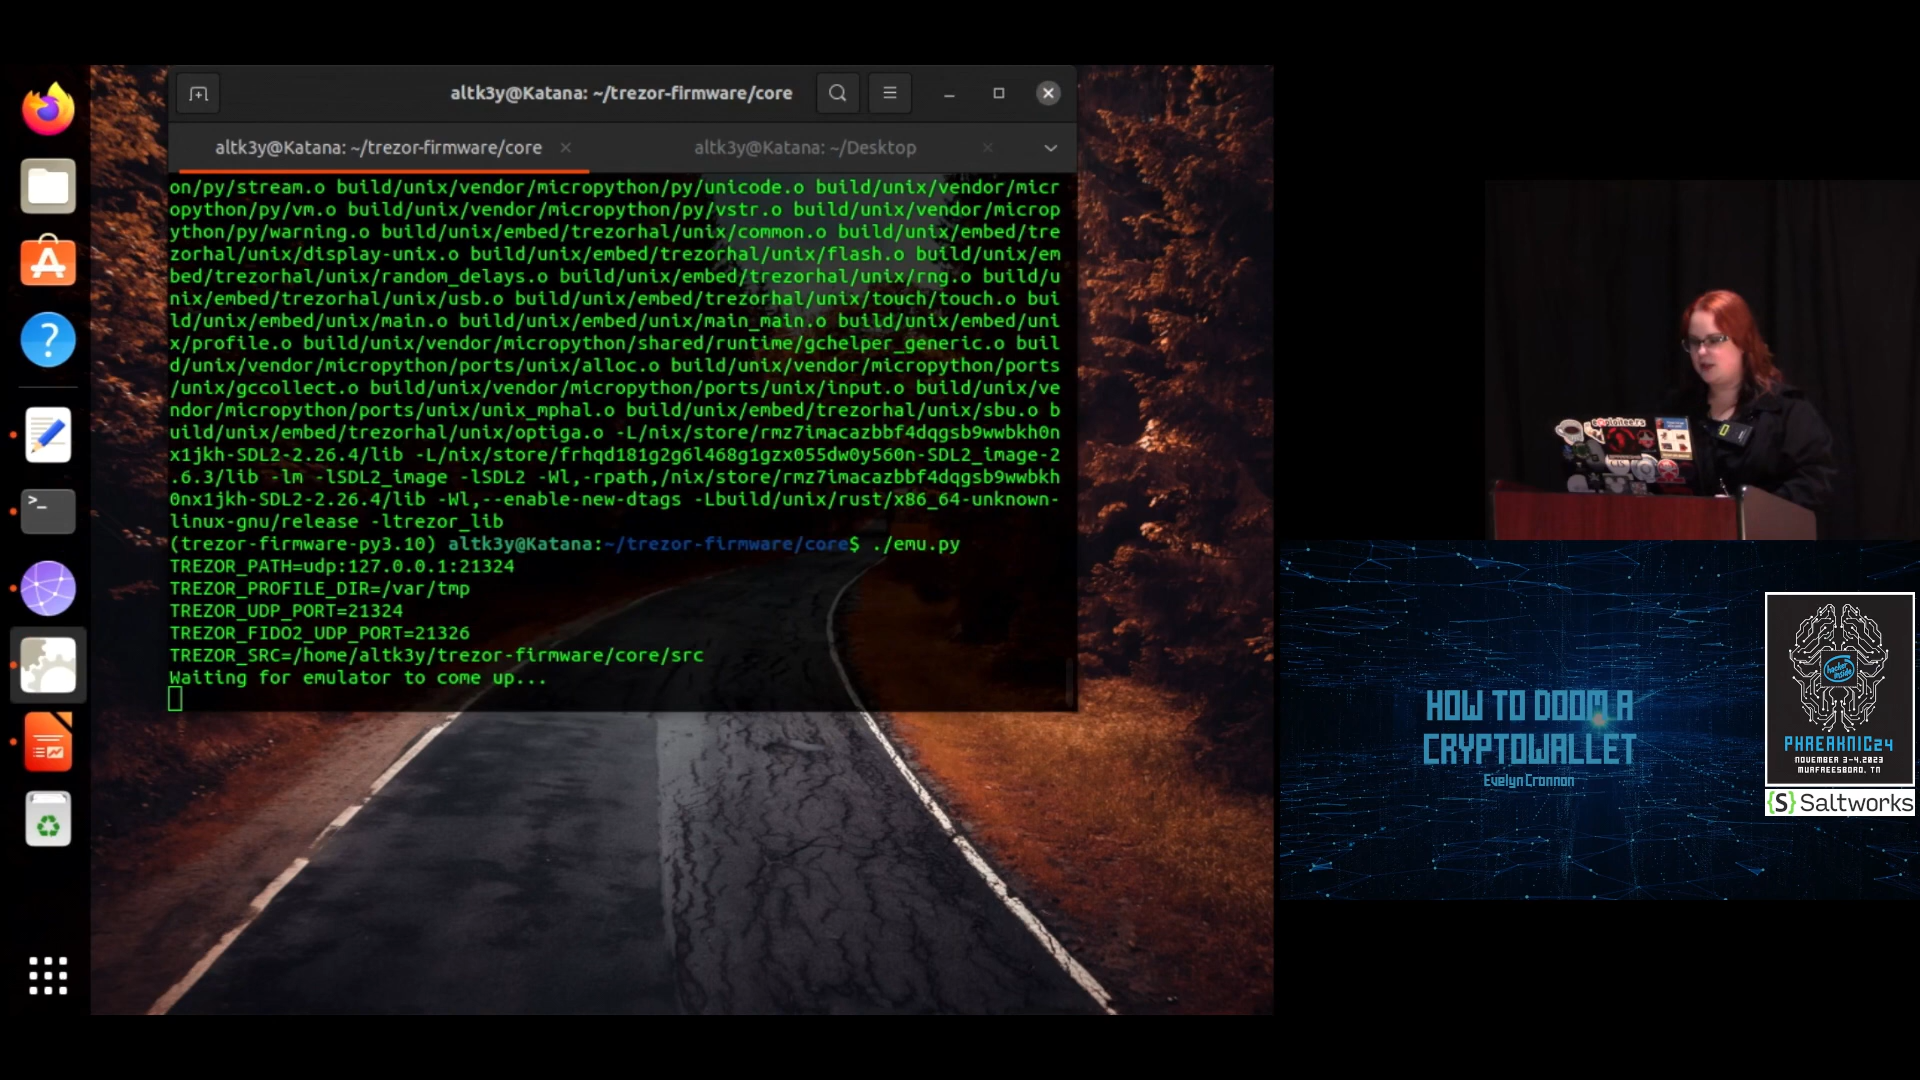 altk3y@Katana: ~/trezor-firmware/core
altk3y@Katana: ~/trezor-firmware/core
altk3y@Katana: ~/Desktop
on/py/stream.o build/unix/vendor/micropython/py/unicode.o build/unix/vendor/micr
opython/py/vm.o build/unix/vendor/micropython/py/vstr.o build/unix/vendor/microp
ython/py/warning.o build/unix/embed/trezorhal/unix/common.o build/unix/embed/tre
zorhal/unix/display-unix.o build/unix/embed/trezorhal/unix/flash.o build/unix/em
bed/trezorhal/unix/random_delays.o build/unix/embed/trezorhal/unix/rng.o build/u
nix/embed/trezorhal/unix/usb.o build/unix/embed/trezorhal/unix/touch/touch.o bui
ld/unix/embed/unix/main.o build/unix/embed/unix/main_main.o build/unix/embed/uni
x/profile.o build/unix/vendor/micropython/shared/runtime/gchelper_generic.o buil
d/unix/vendor/micropython/ports/unix/alloc.o build/unix/vendor/micropython/ports
/unix/gccollect.o build/unix/vendor/micropython/ports/unix/input.o build/unix/ve
ndor/micropython/ports/unix/unix_mphal.o build/unix/embed/trezorhal/unix/sbu.o b
uild/unix/embed/trezorhal/unix/optiga.o -L/nix/store/rmz7imacazbbf4dqgsb9wwbkh0n
x1jkh-SDL2-2.26.4/lib -L/nix/store/frhqd181g2g6l468g1gzx055dw0y560n-SDL2_image-2
.6.3/lib -lm -lSDL2_image -lSDL2 -Wl,-rpath,/nix/store/rmz7imacazbbf4dqgsb9wwbkh
0nx1jkh-SDL2-2.26.4/lib -Wl,--enable-new-dtags -Lbuild/unix/rust/x86_64-unknown-
linux-gnu/release -ltrezor_lib
(trezor-firmware-py3.10) altk3y@Katana:~/trezor-firmware/core$ ./emu.py
TREZOR_PATH=udp:127.0.0.1:21324
TREZOR_PROFILE_DIR=/var/tmp
TREZOR_UDP_PORT=21324
TREZOR_FIDO2_UDP_PORT=21326
TREZOR_SRC=/home/altk3y/trezor-firmware/core/src
Waiting for emulator to come up...
HOW TO DOOM A
CRYPTOWALLET
Evelyn Cronnon
hacker
inside
PHREAKNIC24
NOVEMBER 3-4.2023
MURFREESBORO, TN
{S} Saltworks